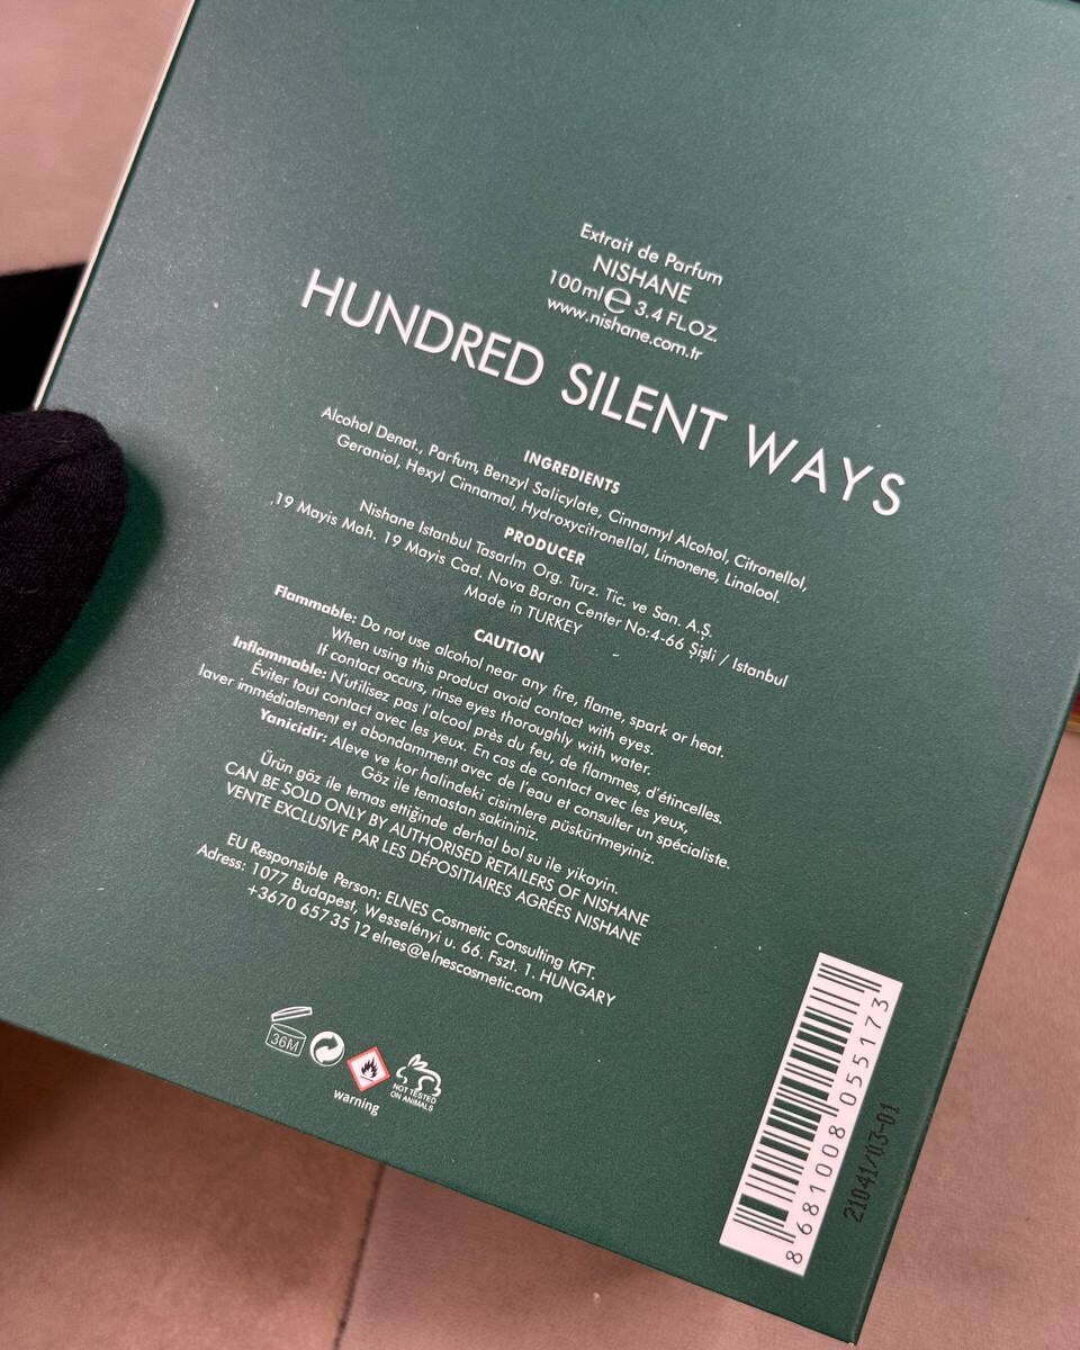 Extrait de Parfum
NISHANE
100ml ℮ 3.4 FL.OZ.
www.nishane.com.tr
HUNDRED SILENT WAYS
INGREDIENTS
Alcohol Denat., Parfum, Benzyl Salicylate, Cinnamyl Alcohol, Citronellol,
Geraniol, Hexyl Cinnamal, Hydroxycitronellal, Limonene, Linalool.
PRODUCER
Nishane Istanbul Tasarlm Org. Turz. Tic. ve San. A.Ş.
19 Mayis Mah. 19 Mayis Cad. Nova Baran Center No:4-66 Şişli / Istanbul
Made in TURKEY
CAUTION
Flammable: Do not use alcohol near any fire, flame, spark or heat.
When using this product avoid contact with eyes.
If contact occurs, rinse eyes thoroughly with water.
Inflammable: N'utilisez pas l'alcool près du feu, de flammes, d'étincelles.
Éviter tout contact avec les yeux. En cas de contact avec les yeux,
laver immédiatement et abondamment avec de l'eau et consulter un spécialiste.
Yanicidir: Aleve ve kor halindeki cisimlere püskürtmeyiniz.
Göz ile temastan sakininiz.
Ürün göz ile temas ettiğinde derhal bol su ile yikayin.
CAN BE SOLD ONLY BY AUTHORISED RETAILERS OF NISHANE
VENTE EXCLUSIVE PAR LES DÉPOSITIAIRES AGRÉES NISHANE
EU Responsible Person: ELNES Cosmetic Consulting KFT.
Adress: 1077 Budapest, Wesselényi u. 66. Fszt. 1. HUNGARY
+3670 657 35 12 elnes@elnescosmetic.com
36M
warning
NOT TESTED
ON ANIMALS
8681008055173
21041/03-01